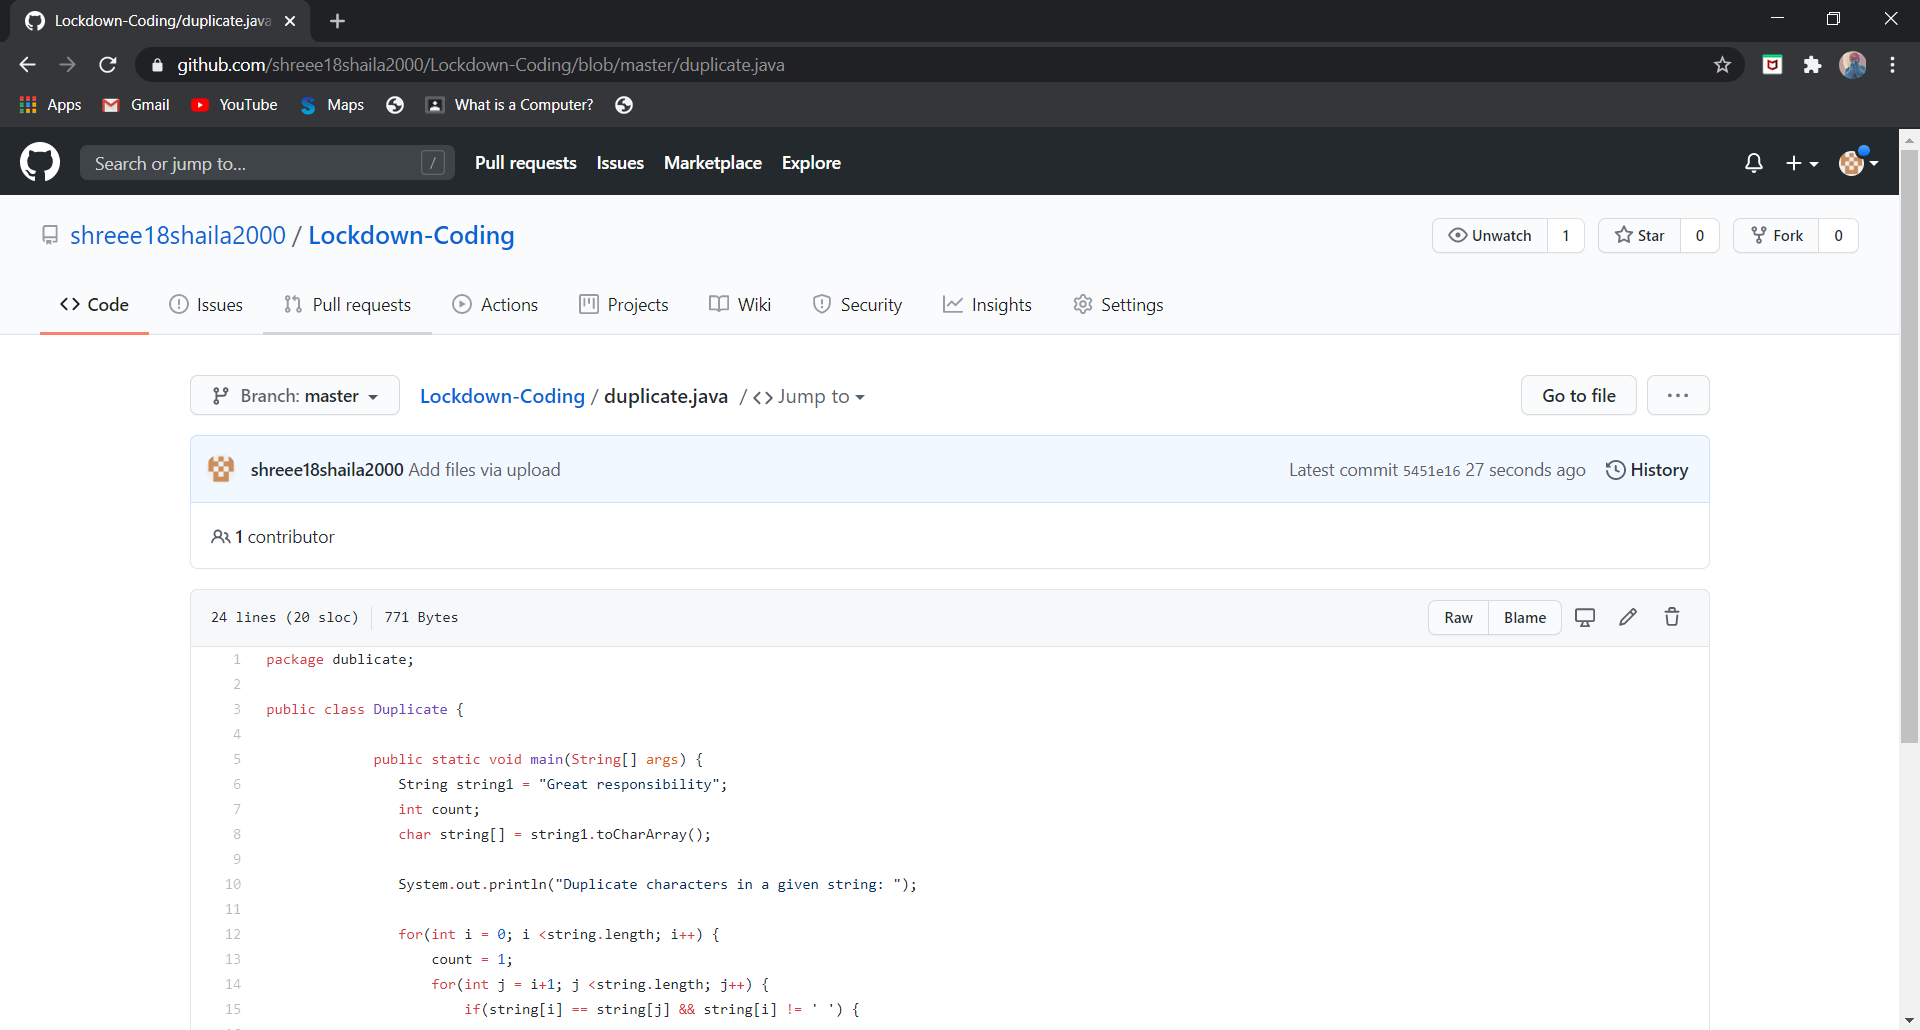 Lockdown-Coding/duplicate.java
github.com/shreee18shaila2000/Lockdown-Coding/blob/master/duplicate.java
Apps Gmail YouTube Maps What is a Computer?
Search or jump to... / Pull requests Issues Marketplace Explore
shreee18shaila2000 / Lockdown-Coding Unwatch 1 Star 0 Fork 0
Code Issues Pull requests Actions Projects Wiki Security Insights Settings
Branch: master Lockdown-Coding / duplicate.java / <> Jump to Go to file ...
shreee18shaila2000 Add files via upload Latest commit 5451e16 27 seconds ago History
1 contributor
24 lines (20 sloc) 771 Bytes Raw Blame
1 package dublicate;
2
3 public class Duplicate {
4
5 public static void main(String[] args) {
6 String string1 = "Great responsibility";
7 int count;
8 char string[] = string1.toCharArray();
9
10 System.out.println("Duplicate characters in a given string: ");
11
12 for(int i = 0; i <string.length; i++) {
13 count = 1;
14 for(int j = i+1; j <string.length; j++) {
15 if(string[i] == string[j] && string[i] != ' ') {